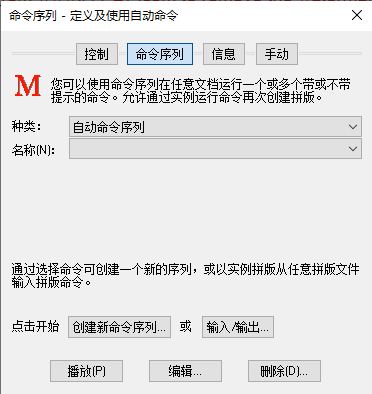 命令序列 - 定义及使用自动命令
控制 命令序列 信息 手动
M 您可以使用命令序列在任意文档运行一个或多个带或不带
提示的命令。允许通过实例运行命令再次创建拼版。
种类: 自动命令序列
名称(N):
通过选择命令可创建一个新的序列，或以实例拼版从任意拼版文件
输入拼版命令。
点击开始 创建新命令序列... 或 输入/输出...
播放(P) 编辑... 删除(D)...